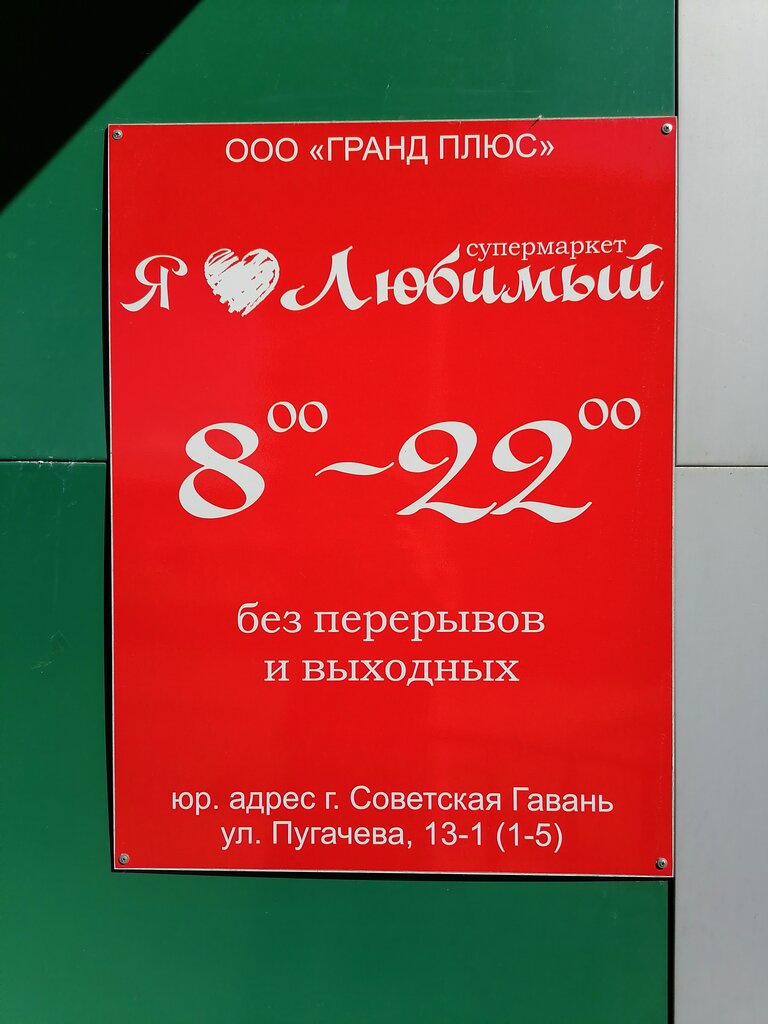 ООО «ГРАНД ПЛЮС»
супермаркет
Я Любимый
8⁰⁰~22⁰⁰
без перерывов
и выходных
юр. адрес г. Советская Гавань
ул. Пугачева, 13-1 (1-5)